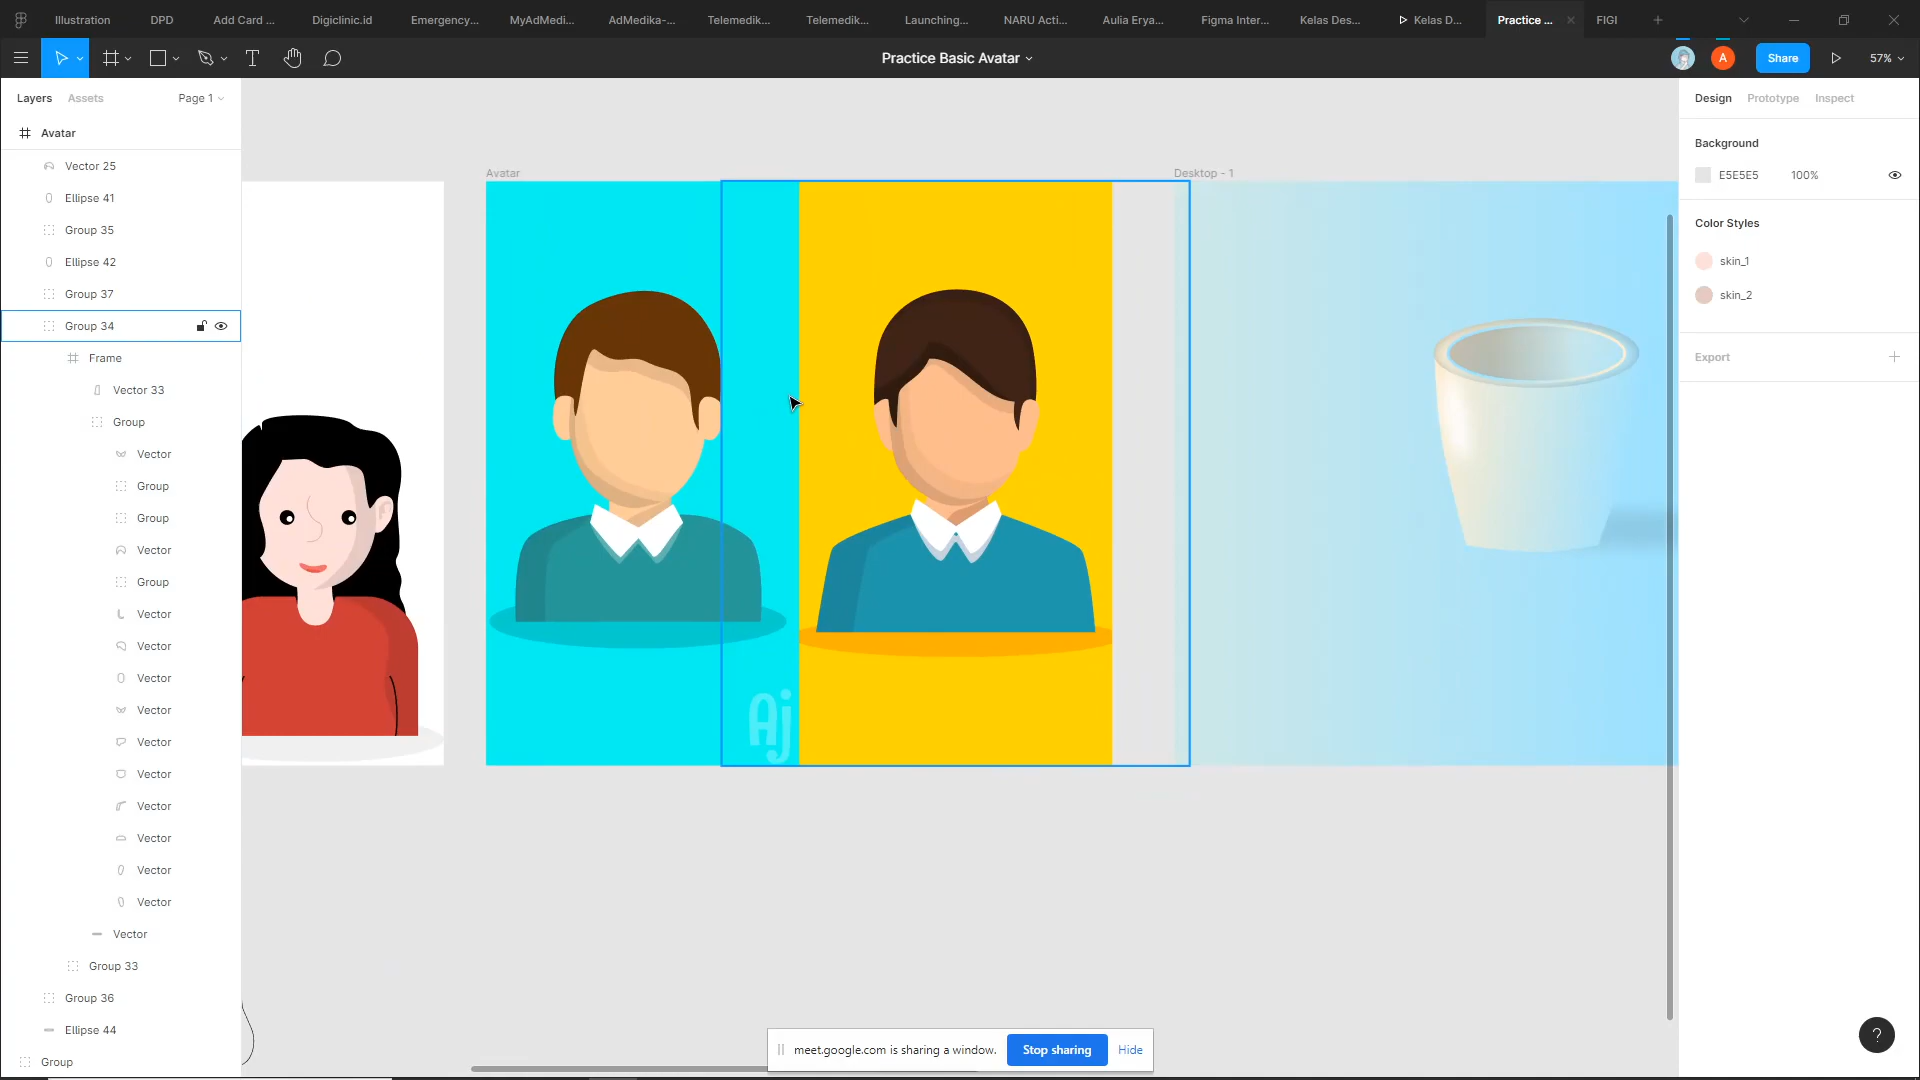 Illustration
DPD
Add Card ...
Digiclinic.id
Emergency...
MyAdMedi...
AdMedika-...
Telemedik...
Telemedik...
Launching...
NARU Acti...
Aulia Erya...
Figma Inter...
Kelas Des...
Kelas D...
Practice ...
FIGI
Practice Basic Avatar
A
Share
57%
Layers
Assets
Page 1
Avatar
Vector 25
Ellipse 41
Group 35
Ellipse 42
Group 37
Group 34
Frame
Vector 33
Group
Vector
Group
Group
Vector
Group
Vector
Vector
Vector
Vector
Vector
Vector
Vector
Vector
Vector
Vector
Vector
Group 33
Group 36
Ellipse 44
Group
Avatar
Desktop - 1
Aj
Design
Prototype
Inspect
Background
E5E5E5
100%
Color Styles
skin_1
skin_2
Export
meet.google.com is sharing a window.
Stop sharing
Hide
?